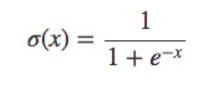 σ(x) = 1 / (1 + e^{-x})